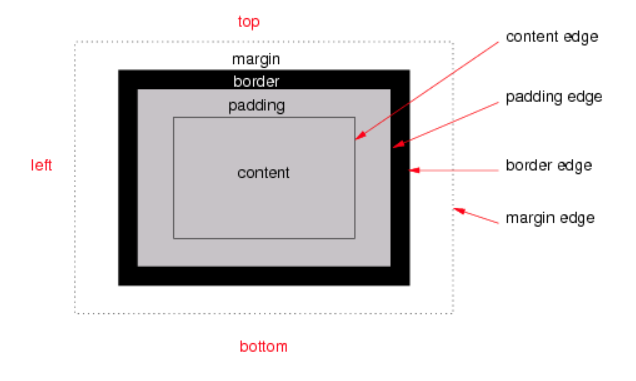 top
content edge
margin
border
padding edge
padding
left
content
border edge
margin edge
bottom